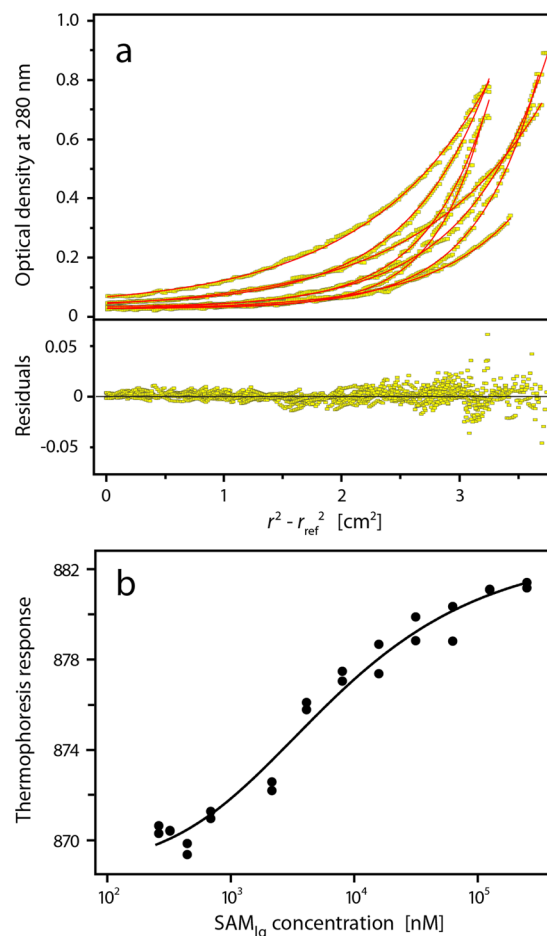 a
1.0
0.8
0.6
0.4
0.2
0
Optical density at 280 nm
0.05
0
-0.05
Residuals
0 1 2 3
r² - r_ref² [cm²]
b
882
878
874
870
Thermophoresis response
10² 10³ 10⁴ 10⁵
SAM_Ig concentration [nM]